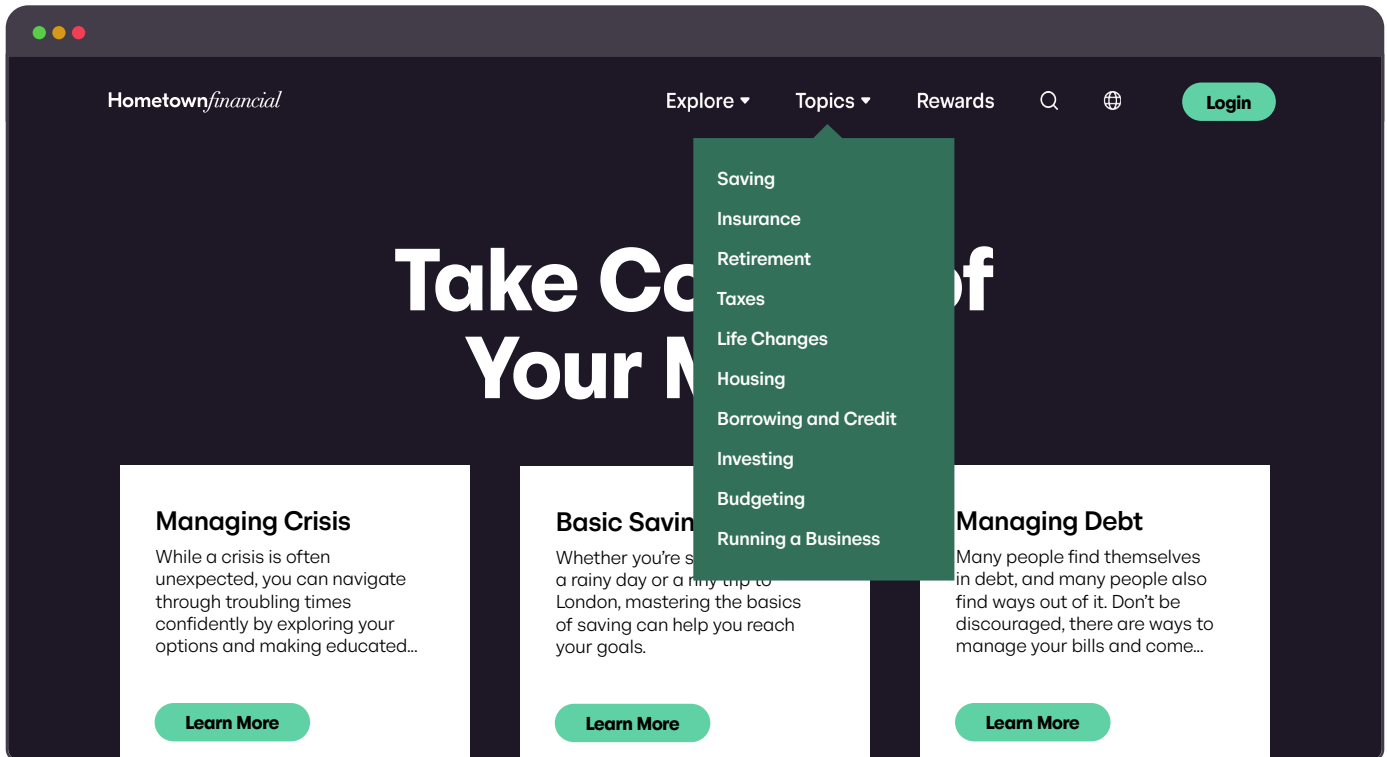 Hometownfinancial
Explore Topics Rewards Login
Saving
Insurance
Retirement
Taxes
Life Changes
Housing
Borrowing and Credit
Investing
Budgeting
Running a Business
Take
Your
Managing Crisis
While a crisis is often
unexpected, you can navigate
through troubling times
confidently by exploring your
options and making educated...
Learn More
Basic
Whether you’re
a rainy day or a trip to
London, mastering the basics
of saving can help you reach
your goals.
Learn More
Managing Debt
Many people find themselves
in debt, and many people also
find ways out of it. Don’t be
discouraged, there are ways to
manage your bills and come...
Learn More